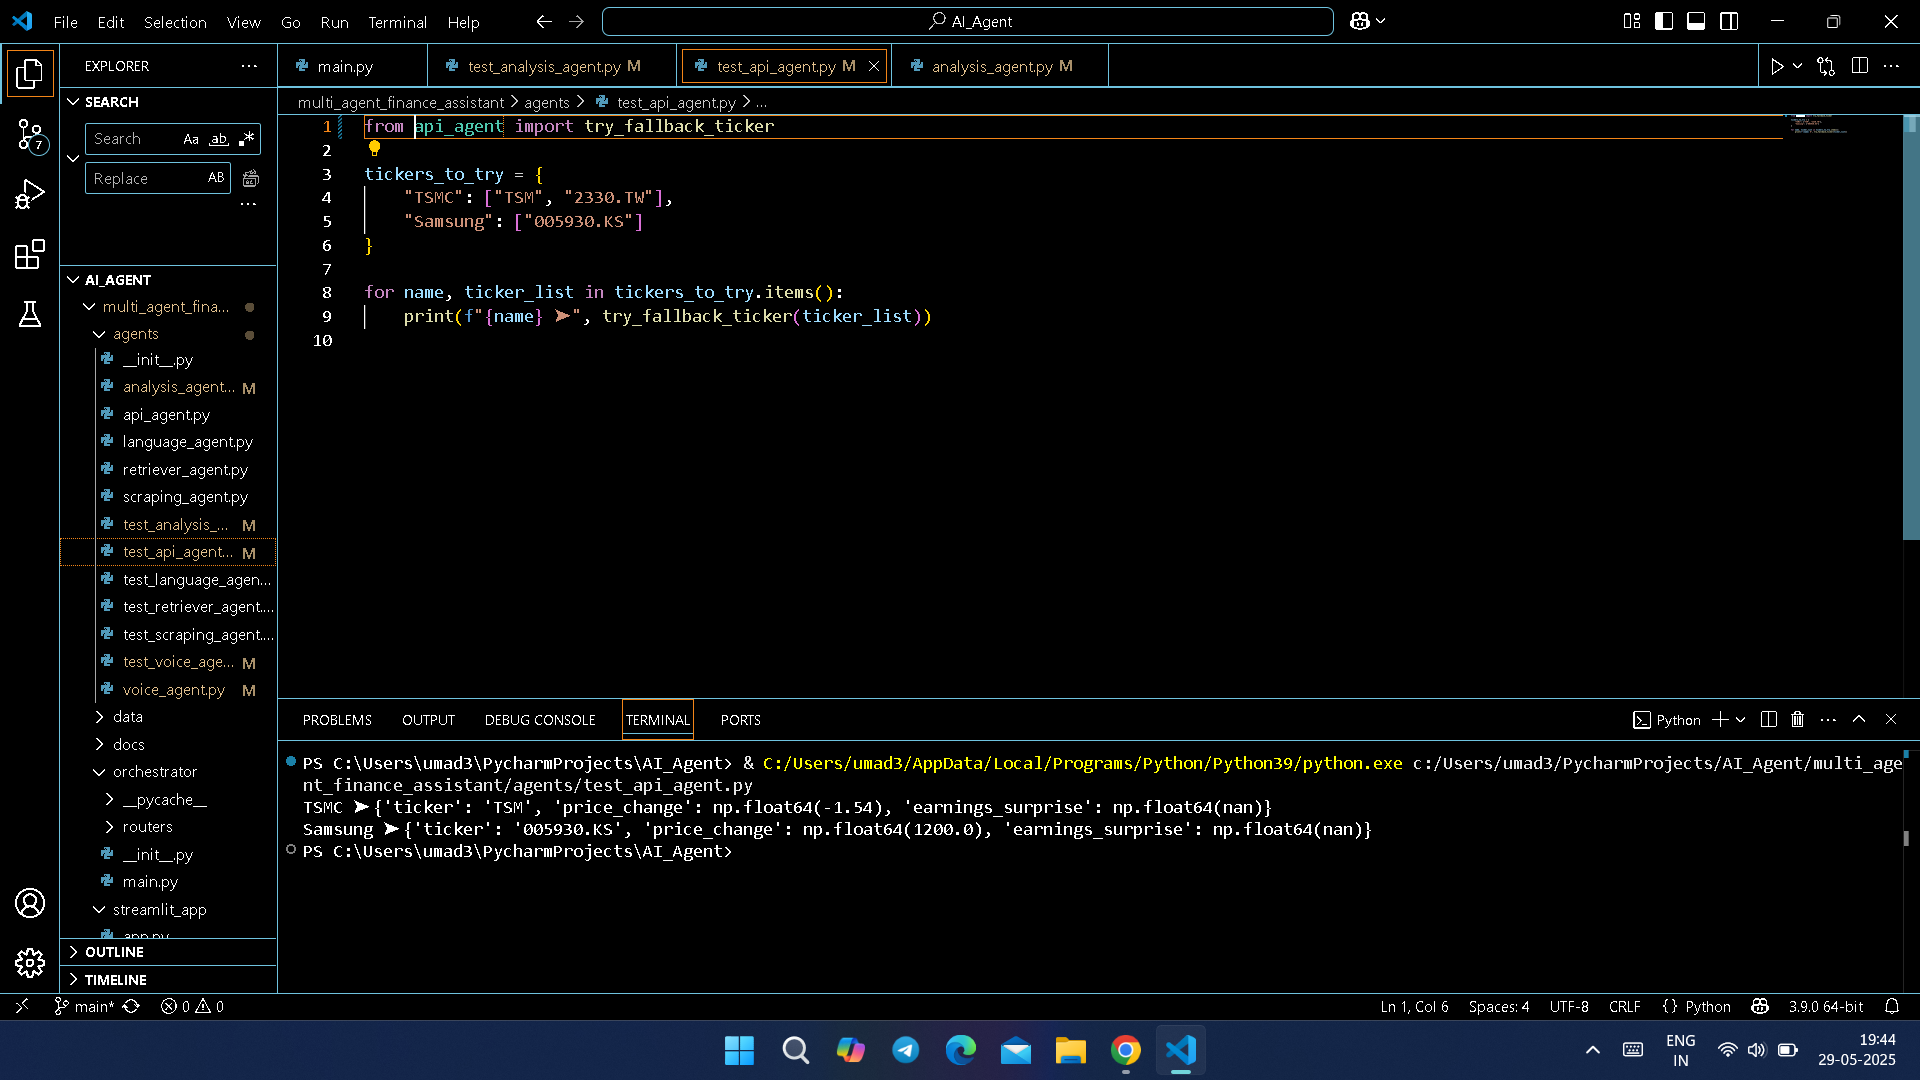 File Edit Selection View Go Run Terminal Help
AI_Agent
EXPLORER
main.py
test_analysis_agent.py M
test_api_agent.py M
analysis_agent.py M
multi_agent_finance_assistant > agents > test_api_agent.py > ...
SEARCH
Search Aa ab
Replace AB
7
1 from api_agent import try_fallback_ticker
2
3 tickers_to_try = {
4 "TSMC": ["TSM", "2330.TW"],
5 "Samsung": ["005930.KS"]
6 }
7
8 for name, ticker_list in tickers_to_try.items():
9 print(f"{name} ➤", try_fallback_ticker(ticker_list))
10
AI_AGENT
multi_agent_fina...
agents
__init__.py
analysis_agent... M
api_agent.py
language_agent.py
retriever_agent.py
scraping_agent.py
test_analysis_... M
test_api_agent... M
test_language_agen...
test_retriever_agent....
test_scraping_agent....
test_voice_age... M
voice_agent.py M
data
docs
orchestrator
__pycache__
routers
__init__.py
main.py
streamlit_app
app.py
OUTLINE
TIMELINE
PROBLEMS OUTPUT DEBUG CONSOLE TERMINAL PORTS
Python
PS C:\Users\umad3\PycharmProjects\AI_Agent> & C:/Users/umad3/AppData/Local/Programs/Python/Python39/python.exe c:/Users/umad3/PycharmProjects/AI_Agent/multi_age
nt_finance_assistant/agents/test_api_agent.py
TSMC ➤ {'ticker': 'TSM', 'price_change': np.float64(-1.54), 'earnings_surprise': np.float64(nan)}
Samsung ➤ {'ticker': '005930.KS', 'price_change': np.float64(1200.0), 'earnings_surprise': np.float64(nan)}
PS C:\Users\umad3\PycharmProjects\AI_Agent>
main* 0 0
Ln 1, Col 6 Spaces: 4 UTF-8 CRLF {} Python 3.9.0 64-bit
ENG
IN
19:44
29-05-2025